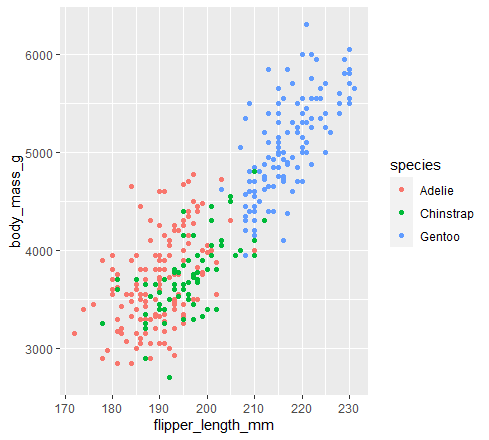 6000
5000
4000
3000
body_mass_g
170 180 190 200 210 220 230
flipper_length_mm
species
Adelie
Chinstrap
Gentoo